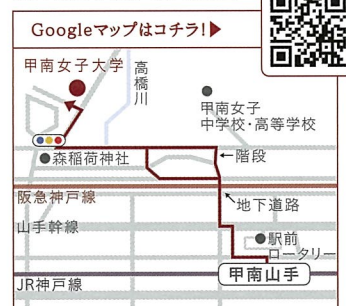 Googleマップはコチラ!▶
甲南女子大学
高橋川
甲南女子
中学校・高等学校
森稲荷神社
←階段
阪急神戸線
地下道路
山手幹線
駅前
ロータリー
甲南山手
JR神戸線